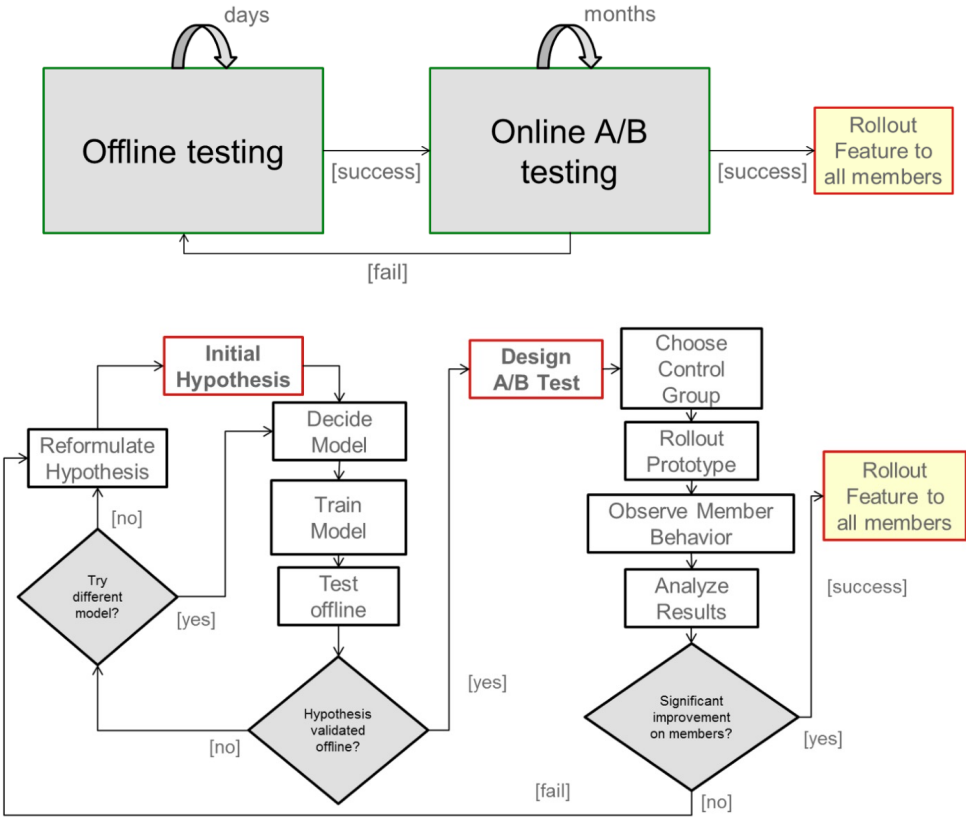 days
months
Offline testing
Online A/B
testing
Rollout
Feature to
all members
[success]
[success]
[fail]
Initial
Hypothesis
Design
A/B Test
Choose
Control
Group
Decide
Model
Reformulate
Hypothesis
Rollout
Prototype
Rollout
Feature to
all members
Train
Model
Observe Member
Behavior
[no]
Try
different
model?
[yes]
Test
offline
Analyze
Results
[success]
[yes]
Hypothesis
validated
offline?
[no]
Significant
improvement
on members?
[yes]
[fail]
[no]